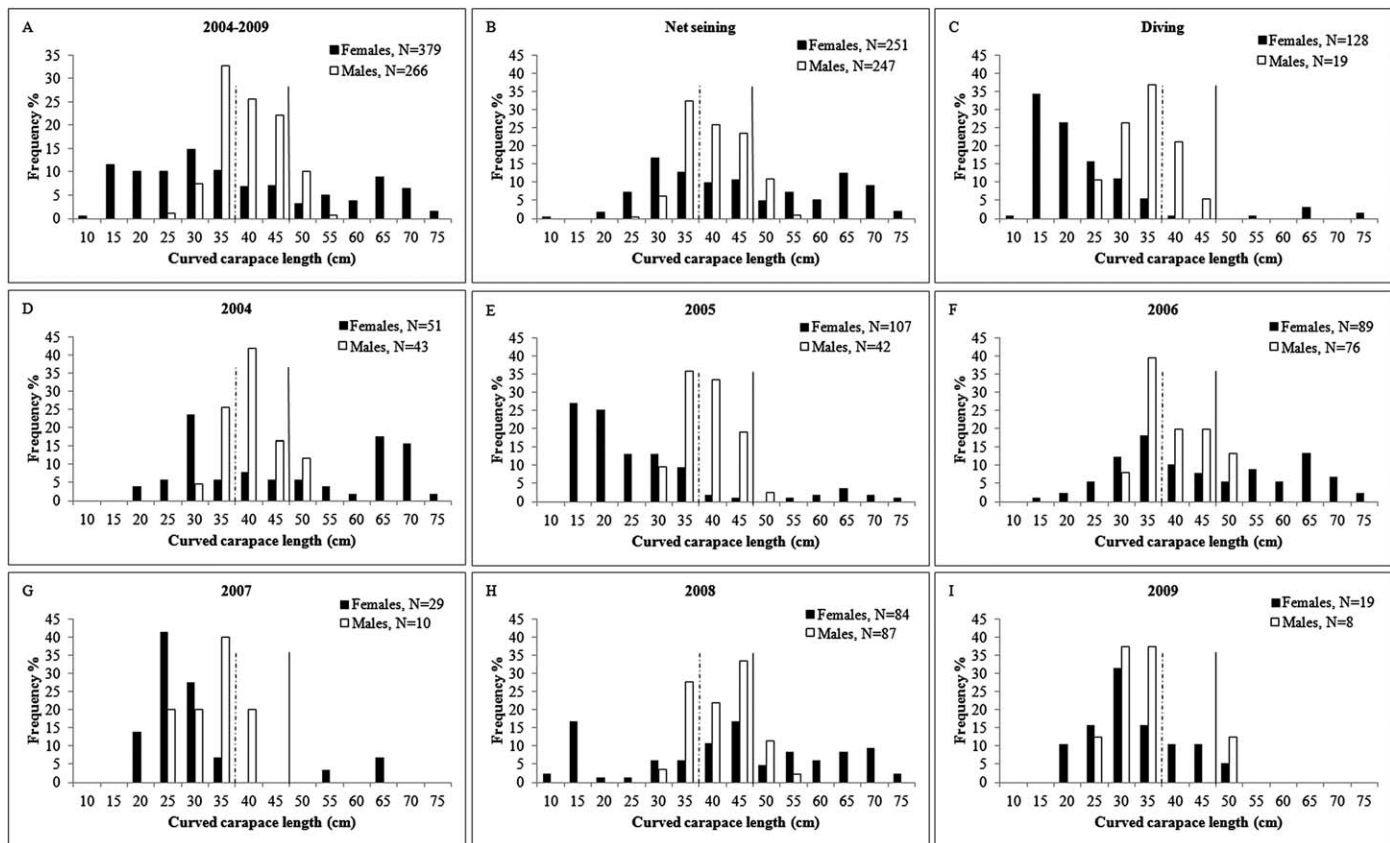 A
2004-2009
Females, N=379
Males, N=266
Frequency %
35
30
25
20
15
10
5
0
10 15 20 25 30 35 40 45 50 55 60 65 70 75
Curved carapace length (cm)
B
Net seining
Females, N=251
Males, N=247
Frequency %
45
40
35
30
25
20
15
10
5
0
10 15 20 25 30 35 40 45 50 55 60 65 70 75
Curved carapace length (cm)
C
Diving
Females, N=128
Males, N=19
Frequency %
45
40
35
30
25
20
15
10
5
0
10 15 20 25 30 35 40 45 50 55 60 65 70 75
Curved carapace length (cm)
D
2004
Females, N=51
Males, N=43
Frequency %
45
40
35
30
25
20
15
10
5
0
10 15 20 25 30 35 40 45 50 55 60 65 70 75
Curved carapace length (cm)
E
2005
Females, N=107
Males, N=42
Frequency %
45
40
35
30
25
20
15
10
5
0
10 15 20 25 30 35 40 45 50 55 60 65 70 75
Curved carapace length (cm)
F
2006
Females, N=89
Males, N=76
Frequency %
45
40
35
30
25
20
15
10
5
0
10 15 20 25 30 35 40 45 50 55 60 65 70 75
Curved carapace length (cm)
G
2007
Females, N=29
Males, N=10
Frequency %
45
40
35
30
25
20
15
10
5
0
10 15 20 25 30 35 40 45 50 55 60 65 70 75
Curved carapace length (cm)
H
2008
Females, N=84
Males, N=87
Frequency %
45
40
35
30
25
20
15
10
5
0
10 15 20 25 30 35 40 45 50 55 60 65 70 75
Curved carapace length (cm)
I
2009
Females, N=19
Males, N=8
Frequency %
45
40
35
30
25
20
15
10
5
0
10 15 20 25 30 35 40 45 50 55 60 65 70 75
Curved carapace length (cm)